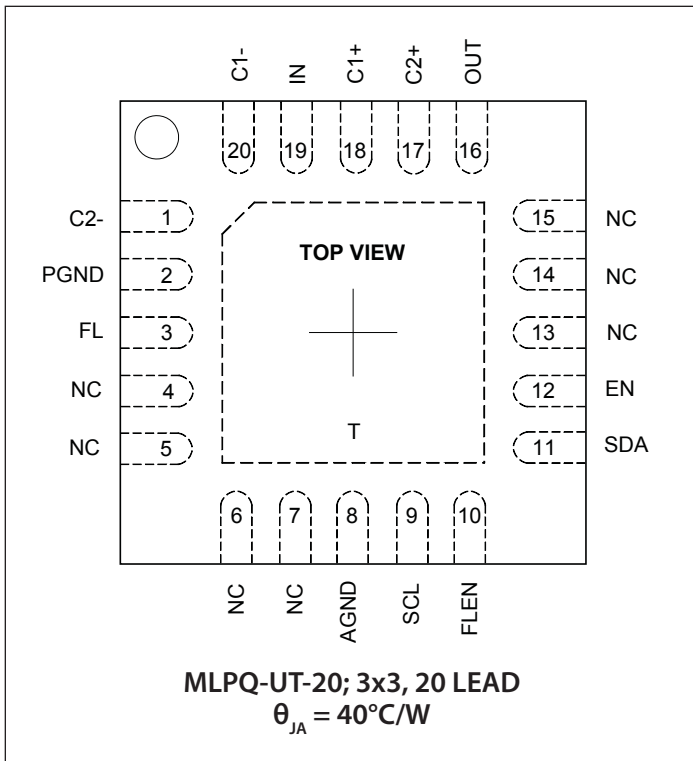 C1-
IN
C1+
C2+
OUT
20
19
18
17
16
C2-
1
PGND
2
FL
3
NC
4
NC
5
TOP VIEW
T
15
NC
14
NC
13
NC
12
EN
11
SDA
6
7
8
9
10
NC
NC
AGND
SCL
FLEN
MLPQ-UT-20; 3x3, 20 LEAD
θJA = 40°C/W